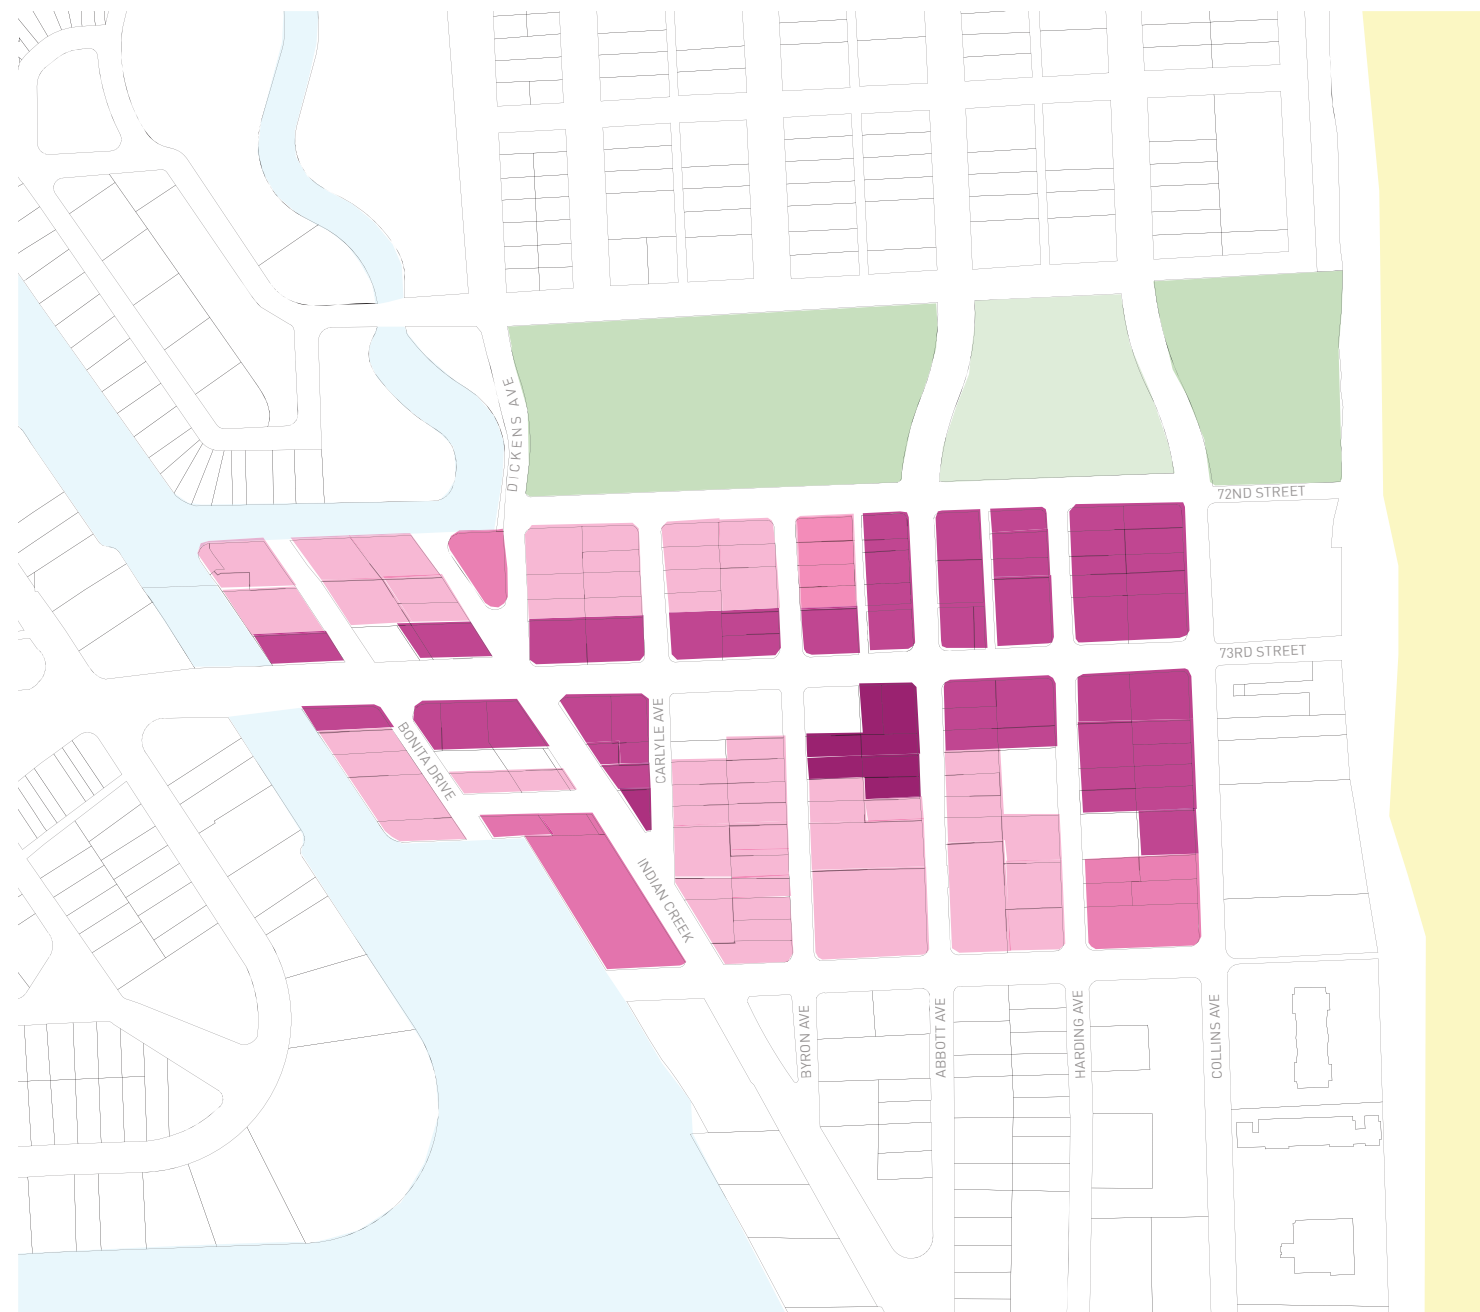 DICKENS AVE
72ND STREET
73RD STREET
CARLYLE AVE
BONITA DRIVE
INDIAN CREEK
BYRON AVE
ABBOTT AVE
HARDING AVE
COLLINS AVE